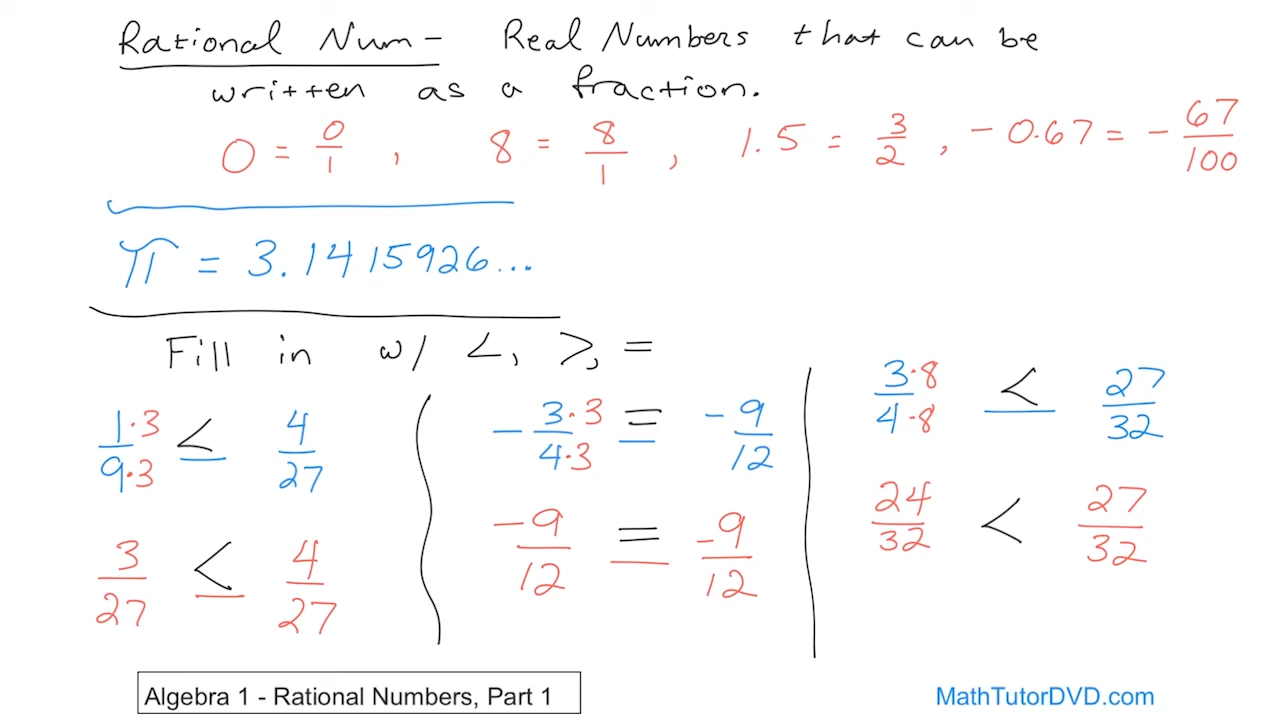 Rational Num - Real Numbers that can be
written as a fraction.
0 = 0/1 , 8 = 8/1 , 1.5 = 3/2 , -0.67 = - 67/100
π = 3.1415926...
Fill in w/ <, >, =
1·3/9·3 < 4/27
3/27 < 4/27
- 3·3/4·3 = -9/12
-9/12 = -9/12
3·8/4·8 < 27/32
24/32 < 27/32
Algebra 1 - Rational Numbers, Part 1
MathTutorDVD.com